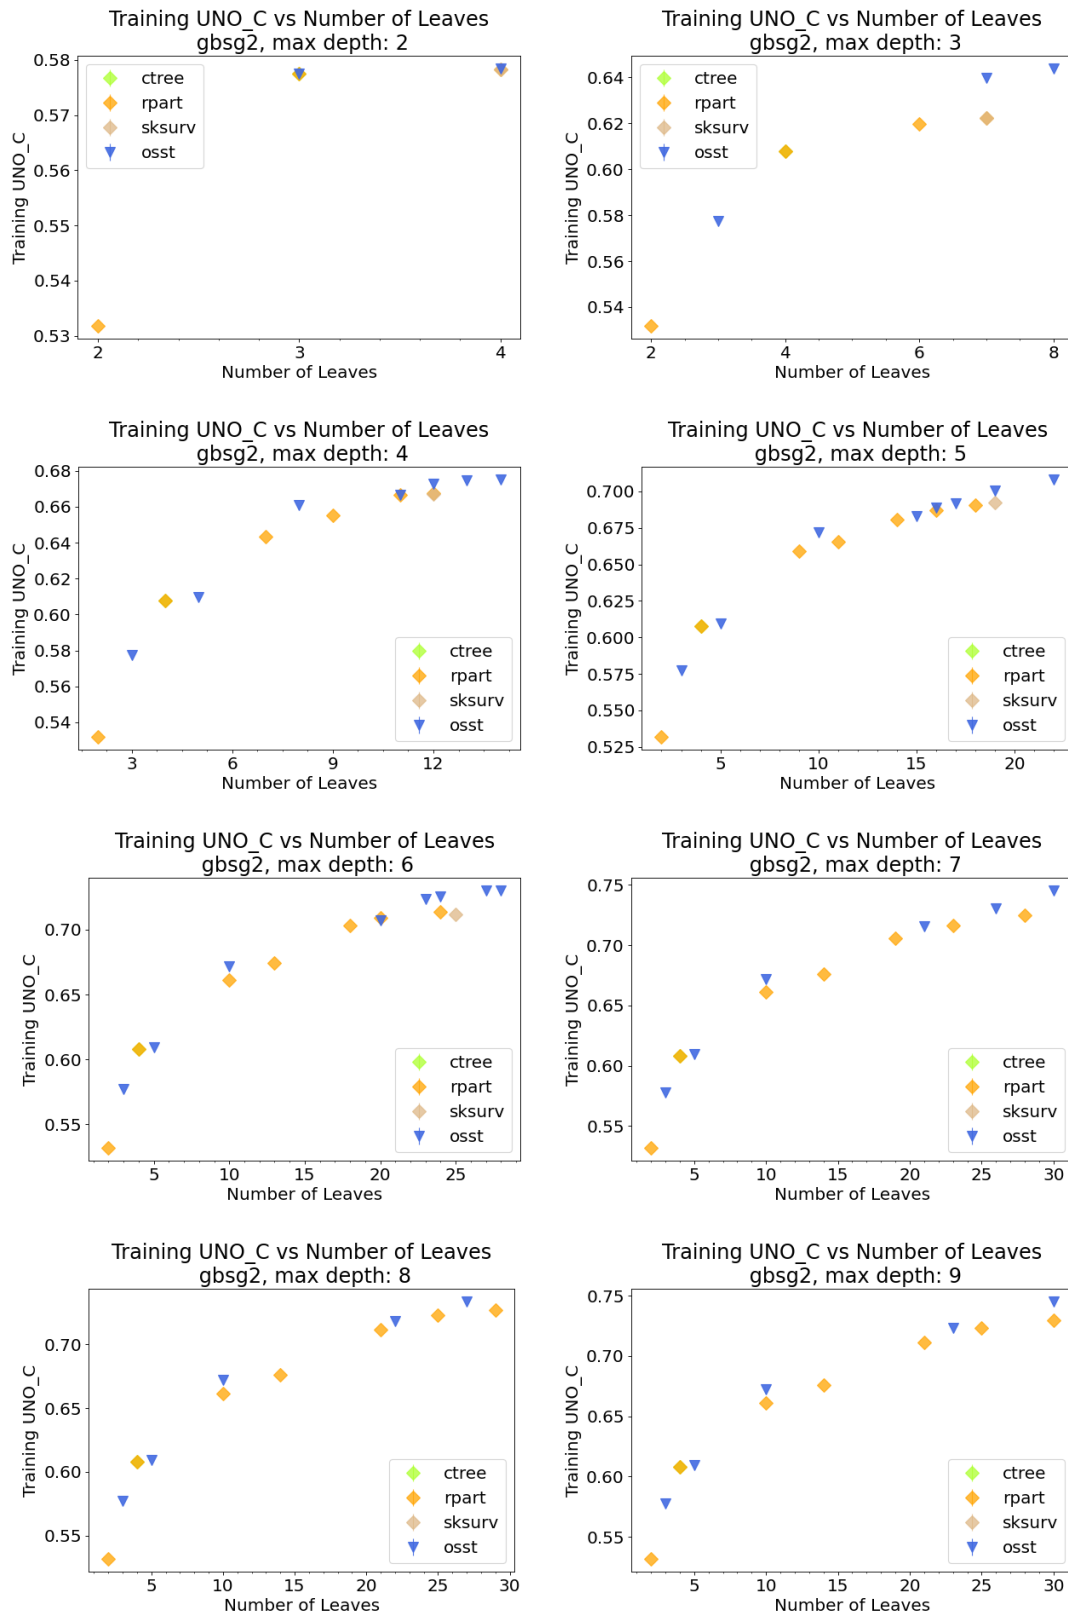 Training UNO_C vs Number of Leaves
gbsg2, max depth: 2
0.58
0.57
0.56
0.55
0.54
0.53
Training UNO_C
ctree
rpart
sksurv
osst
2
3
4
Number of Leaves
Training UNO_C vs Number of Leaves
gbsg2, max depth: 3
0.64
0.62
0.60
0.58
0.56
0.54
Training UNO_C
ctree
rpart
sksurv
osst
2
4
6
8
Number of Leaves
Training UNO_C vs Number of Leaves
gbsg2, max depth: 4
0.68
0.66
0.64
0.62
0.60
0.58
0.56
0.54
Training UNO_C
ctree
rpart
sksurv
osst
3
6
9
12
Number of Leaves
Training UNO_C vs Number of Leaves
gbsg2, max depth: 5
0.700
0.675
0.650
0.625
0.600
0.575
0.550
0.525
Training UNO_C
ctree
rpart
sksurv
osst
5
10
15
20
Number of Leaves
Training UNO_C vs Number of Leaves
gbsg2, max depth: 6
0.70
0.65
0.60
0.55
Training UNO_C
ctree
rpart
sksurv
osst
5
10
15
20
25
Number of Leaves
Training UNO_C vs Number of Leaves
gbsg2, max depth: 7
0.75
0.70
0.65
0.60
0.55
Training UNO_C
ctree
rpart
sksurv
osst
5
10
15
20
25
30
Number of Leaves
Training UNO_C vs Number of Leaves
gbsg2, max depth: 8
0.70
0.65
0.60
0.55
Training UNO_C
ctree
rpart
sksurv
osst
5
10
15
20
25
30
Number of Leaves
Training UNO_C vs Number of Leaves
gbsg2, max depth: 9
0.75
0.70
0.65
0.60
0.55
Training UNO_C
ctree
rpart
sksurv
osst
5
10
15
20
25
30
Number of Leaves